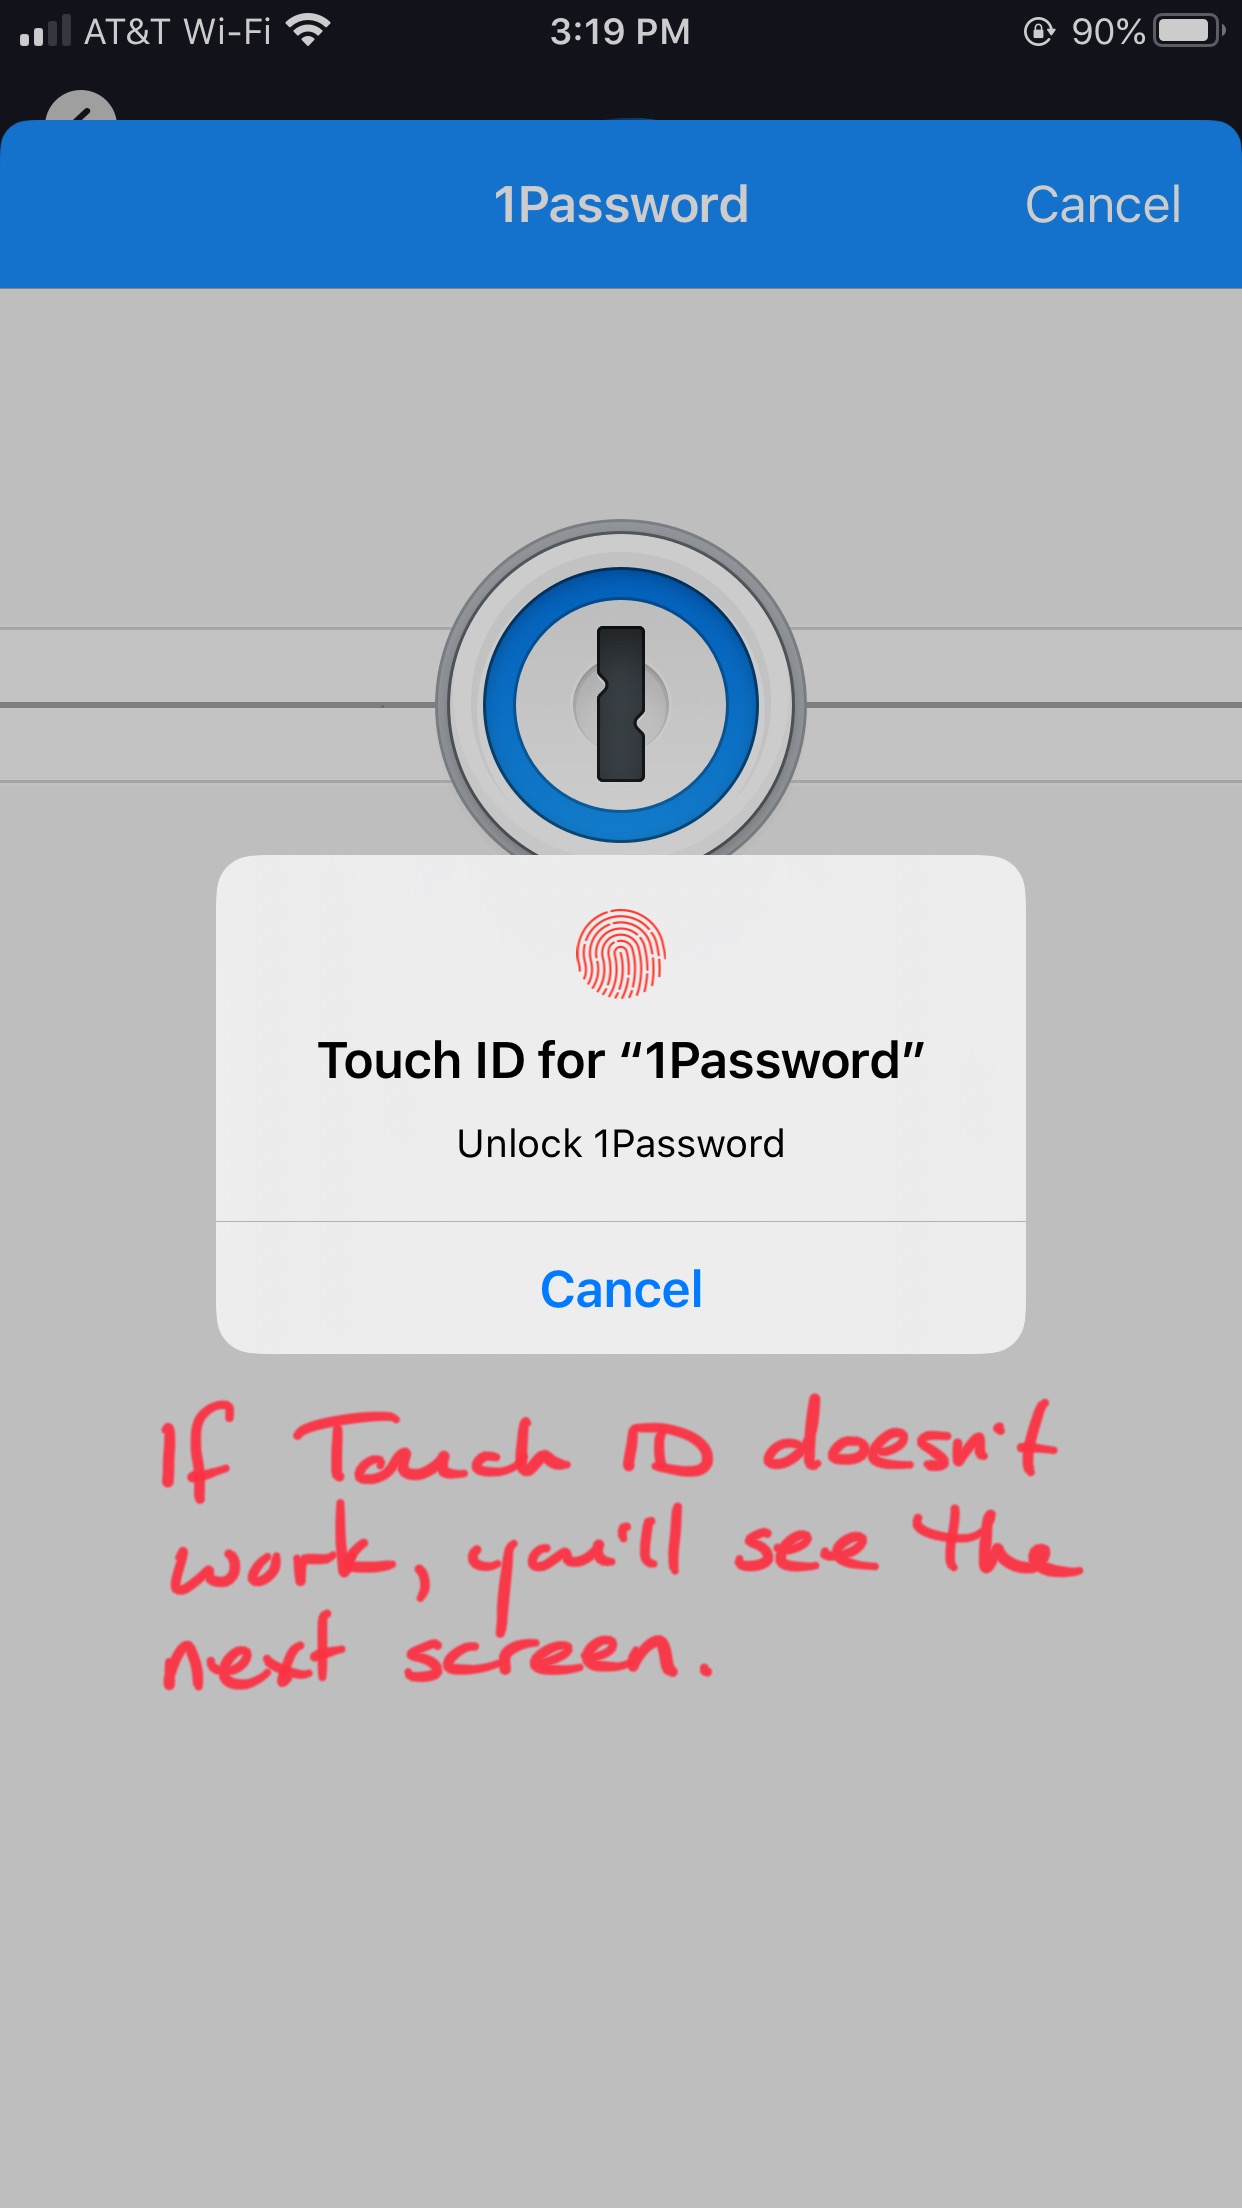 AT&T Wi-Fi 3:19 PM 90%
1Password Cancel
Touch ID for “1Password”
Unlock 1Password
Cancel
If Touch ID doesn't
work, you'll see the
next screen.